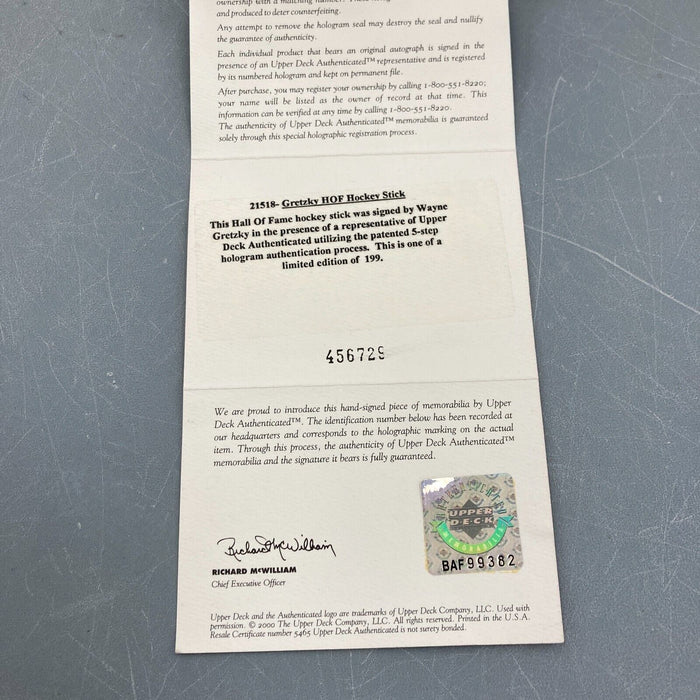 ownership with a matching number.
and produced to deter counterfeiting.
Any attempt to remove the hologram seal may destroy the seal and nullify
the guarantee of authenticity.
Each individual product that bears an original autograph is signed in the
presence of an Upper Deck Authenticated™ representative and is registered
by its numbered hologram and kept on permanent file.
After purchase, you may register your ownership by calling 1-800-551-8220;
your name will be listed as the owner of record at that time. This
information can be verified at any time by calling 1-800-551-8220.
The authenticity of Upper Deck Authenticated™ memorabilia is guaranteed
solely through this special holographic registration process.
21518- Gretzky HOF Hockey Stick
This Hall Of Fame hockey stick was signed by Wayne
Gretzky in the presence of a representative of Upper
Deck Authenticated utilizing the patented 5-step
hologram authentication process. This is one of a
limited edition of 199.
456729
We are proud to introduce this hand-signed piece of memorabilia by Upper
Deck Authenticated™. The identification number below has been recorded at
our headquarters and corresponds to the holographic marking on the actual
item. Through this process, the authenticity of Upper Deck Authenticated™
memorabilia and the signature it bears is fully guaranteed.
Richard McWilliam
RICHARD McWILLIAM
Chief Executive Officer
AUTHENTICATED
UPPER
DECK
MEMORABILIA
BAF99382
Upper Deck and the Authenticated logo are trademarks of Upper Deck Company, LLC. Used with
permission. © 2000 The Upper Deck Company, LLC. All rights reserved. Printed in the U.S.A.
Resale Certificate number 5465 Upper Deck Authenticated is not surety bonded.